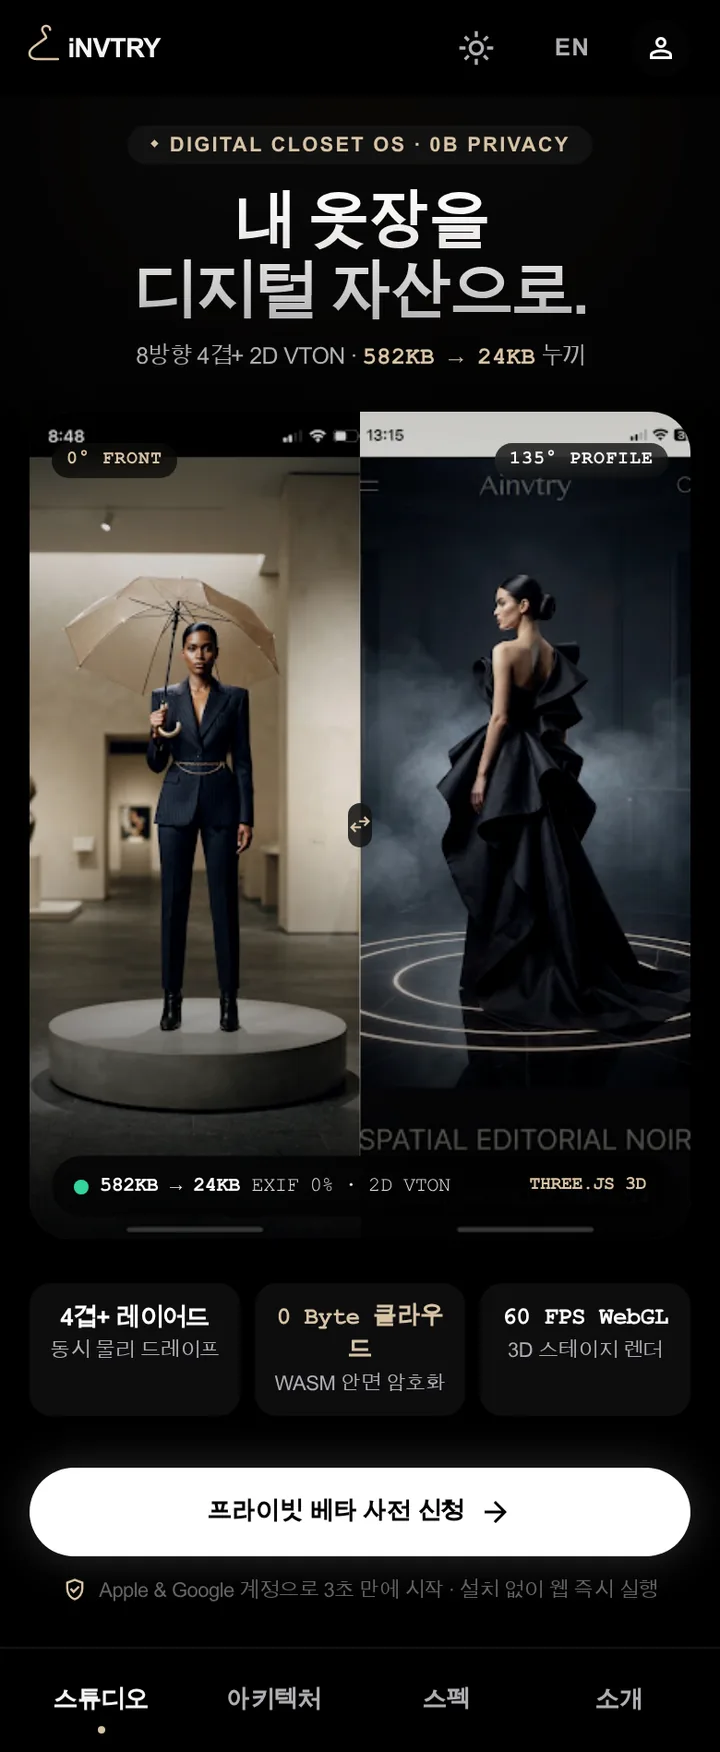 iNVTRY
EN
DIGITAL CLOSET OS · 0B PRIVACY
내 옷장을
디지털 자산으로.
8방향 4겹+ 2D VTON · 582KB → 24KB 누끼
8:48
0° FRONT
13:15
135° PROFILE
Ainvtry
SPATIAL EDITORIAL NOIR
582KB → 24KB EXIF 0% · 2D VTON
THREE.JS 3D
4겹+ 레이어드
동시 물리 드레이프
0 Byte 클라우
드
WASM 안면 암호화
60 FPS WebGL
3D 스테이지 렌더
프라이빗 베타 사전 신청 →
Apple & Google 계정으로 3초 만에 시작 · 설치 없이 웹 즉시 실행
스튜디오
아키텍처
스펙
소개